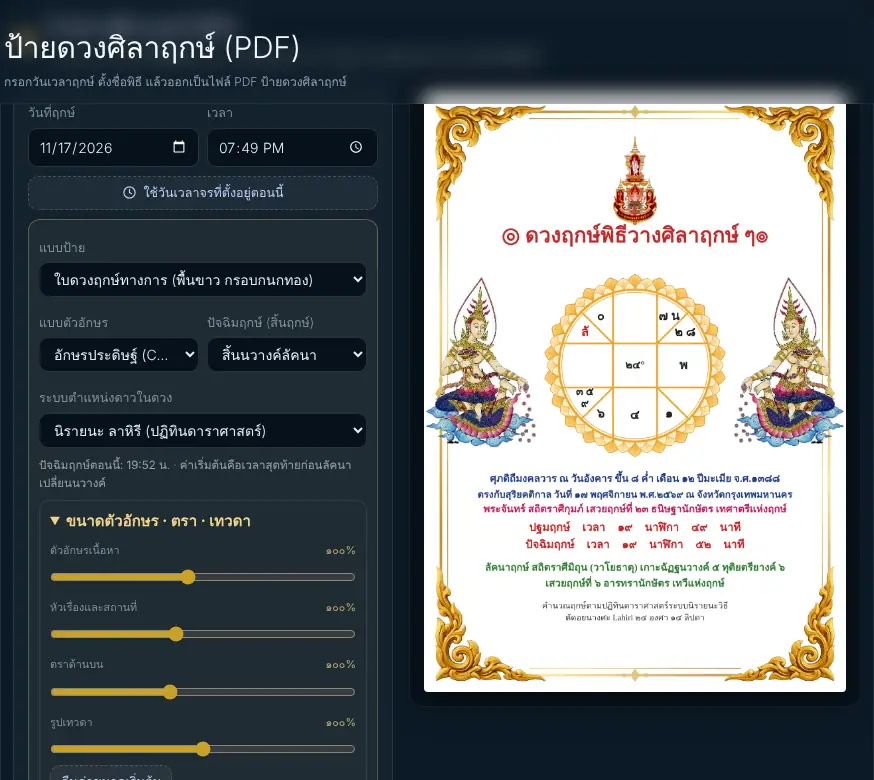 ป้ายดวงศิลาฤกษ์ (PDF)
กรอกวันเวลาฤกษ์ ตั้งชื่อพิธี แล้วออกเป็นไฟล์ PDF ป้ายดวงศิลาฤกษ์
วันที่ฤกษ์ เวลา
11/17/2026 07:49 PM
ใช้วันเวลาจรที่ตั้งอยู่ตอนนี้
แบบป้าย
ใบดวงฤกษ์ทางการ (พื้นขาว กรอบกนกทอง)
แบบตัวอักษร ปัจฉิมฤกษ์ (สิ้นฤกษ์)
อักษรประดิษฐ์ (C... สิ้นนวางค์ลัคนา
ระบบตำแหน่งดาวในดวง
นิรายนะ ลาหิรี (ปฏิทินดาราศาสตร์)
ปัจฉิมฤกษ์ตอนนี้: 19:52 น. · ค่าเริ่มต้นคือเวลาสุดท้ายก่อนลัคนา
เปลี่ยนนวางค์
▼ ขนาดตัวอักษร · ตรา · เทวดา
ตัวอักษรเนื้อหา ๑๐๐%
หัวเรื่องและสถานที่ ๑๐๐%
ตราด้านบน ๑๐๐%
รูปเทวดา ๑๐๐%
◎ ดวงฤกษ์พิธีวางศิลาฤกษ์ ๆ๏
๐ ๗ น
ลั ๒ ๘
๒๔° พ
๓ ๕
๙
๖ ๔ ๑
ศุภดิถีมงคลวาร ณ วันอังคาร ขึ้น ๘ ค่ำ เดือน ๑๒ ปีมะเมีย จ.ศ.๑๓๘๘
ตรงกับสุริยคติกาล วันที่ ๑๗ พฤศจิกายน พ.ศ.๒๕๖๙ ณ จังหวัดกรุงเทพมหานคร
พระจันทร์ สถิตราศีกุมภ์ เสวยฤกษ์ที่ ๒๓ ธนิษฐานักษัตร เทศาตรีแห่งฤกษ์
ปฐมฤกษ์ เวลา ๑๙ นาฬิกา ๔๙ นาที
ปัจฉิมฤกษ์ เวลา ๑๙ นาฬิกา ๕๒ นาที
ลัคนาฤกษ์ สถิตราศีมิถุน (วาโยธาตุ) เกาะฉัฏฐนวางค์ ๕ ทุติยตรียางค์ ๖
เสวยฤกษ์ที่ ๖ อารทรานักษัตร เทวีแห่งฤกษ์
คำนวณฤกษ์ตามปฏิทินดาราศาสตร์ระบบนิรายนะวิธี
ตัดอยนางศะ Lahiri ๒๔ องศา ๑๔ ลิปดา